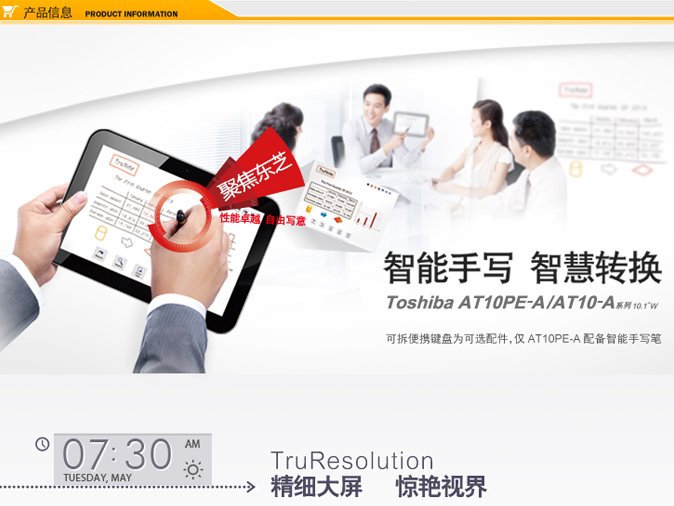 产品信息 PRODUCT INFORMATION
TruNote
聚焦东芝
性能卓越 自由写意
智能手写 智慧转换
Toshiba AT10PE-A/AT10-A系列 10.1"W
可拆便携键盘为可选配件,仅 AT10PE-A 配备智能手写笔
07:30 AM
TUESDAY, MAY
TruResolution
精细大屏 惊艳视界